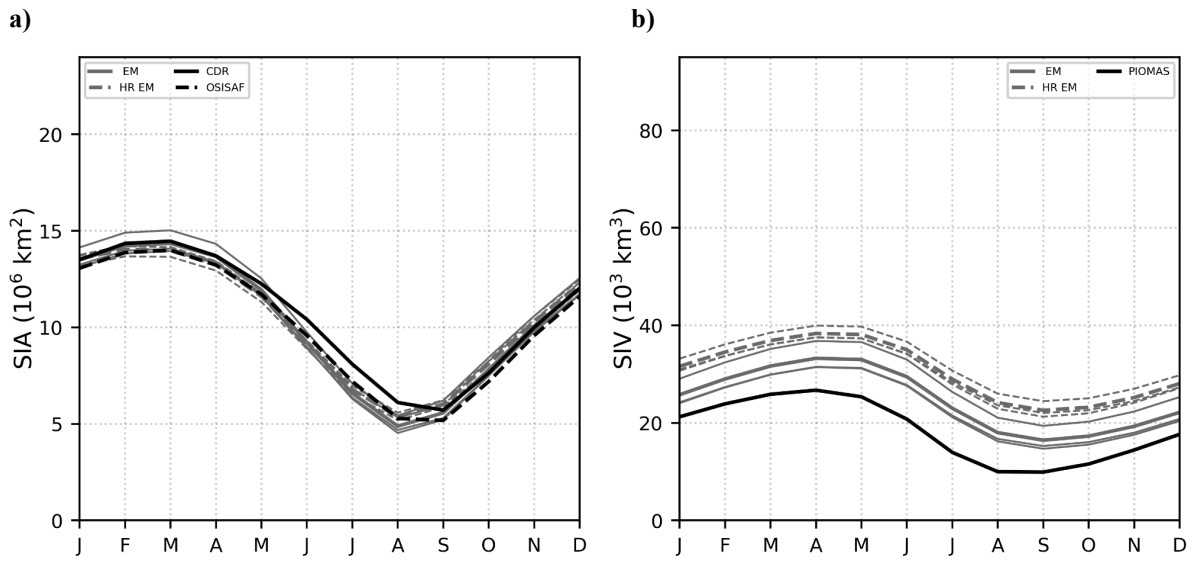 a)
EM CDR
HR EM OSISAF
20
15
10
5
0
SIA (10⁶ km²)
J F M A M J J A S O N D
b)
EM PIOMAS
HR EM
80
60
40
20
0
SIV (10³ km³)
J F M A M J J A S O N D